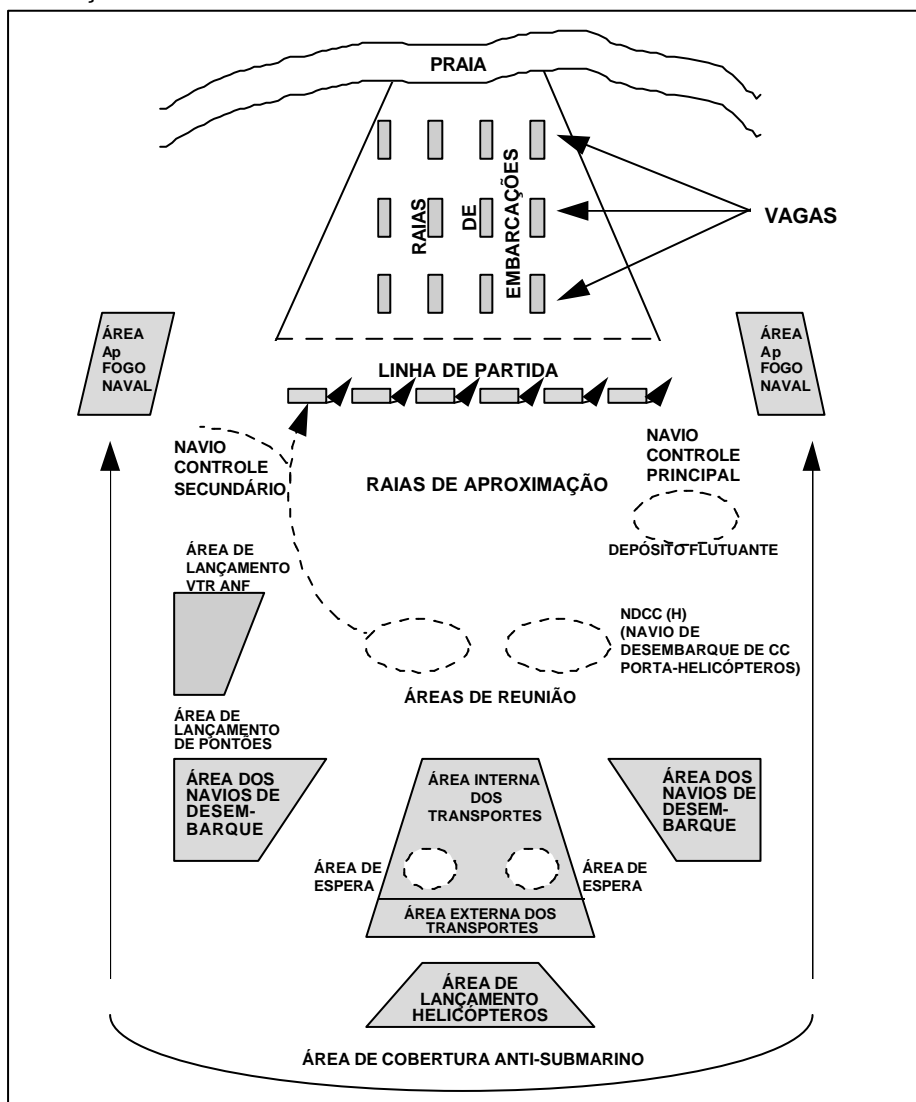 PRAIA
RAIAS
DE
EMBARCAÇÕES
VAGAS
ÁREA
Ap
FOGO
NAVAL
ÁREA
Ap
FOGO
NAVAL
LINHA DE PARTIDA
NAVIO
CONTROLE
SECUNDÁRIO
RAIAS DE APROXIMAÇÃO
NAVIO
CONTROLE
PRINCIPAL
DEPÓSITO FLUTUANTE
ÁREA DE
LANÇAMENTO
VTR ANF
NDCC (H)
(NAVIO DE
DESEMBARQUE DE CC
PORTA-HELICÓPTEROS)
ÁREAS DE REUNIÃO
ÁREA DE
LANÇAMENTO
DE PONTÕES
ÁREA DOS
NAVIOS DE
DESEM-
BARQUE
ÁREA INTERNA
DOS
TRANSPORTES
ÁREA DOS
NAVIOS DE
DESEM-
BARQUE
ÁREA DE
ESPERA
ÁREA DE
ESPERA
ÁREA EXTERNA DOS
TRANSPORTES
ÁREA DE
LANÇAMENTO
HELICÓPTEROS
ÁREA DE COBERTURA ANTI-SUBMARINO